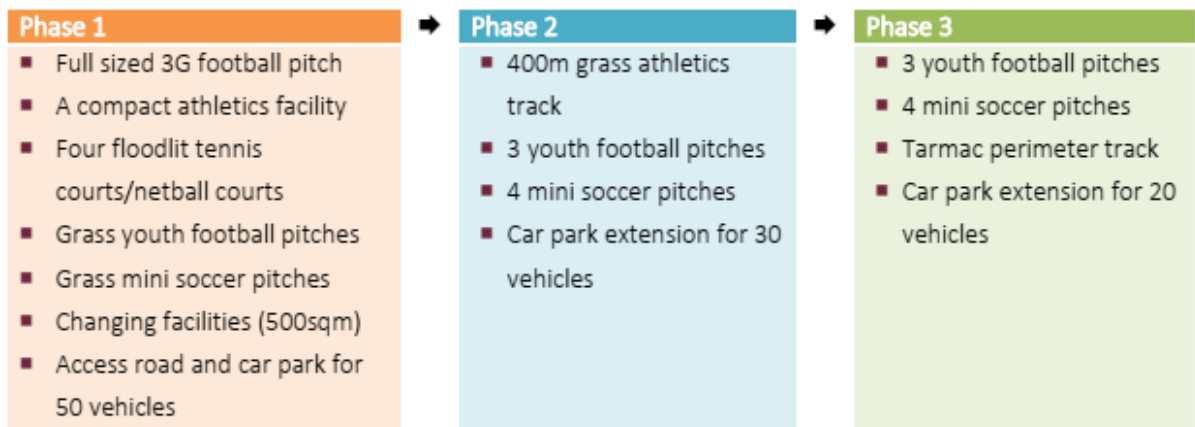 Phase 1
Full sized 3G football pitch
A compact athletics facility
Four floodlit tennis
courts/netball courts
Grass youth football pitches
Grass mini soccer pitches
Changing facilities (500sqm)
Access road and car park for
50 vehicles
Phase 2
400m grass athletics
track
3 youth football pitches
4 mini soccer pitches
Car park extension for 30
vehicles
Phase 3
3 youth football pitches
4 mini soccer pitches
Tarmac perimeter track
Car park extension for 20
vehicles